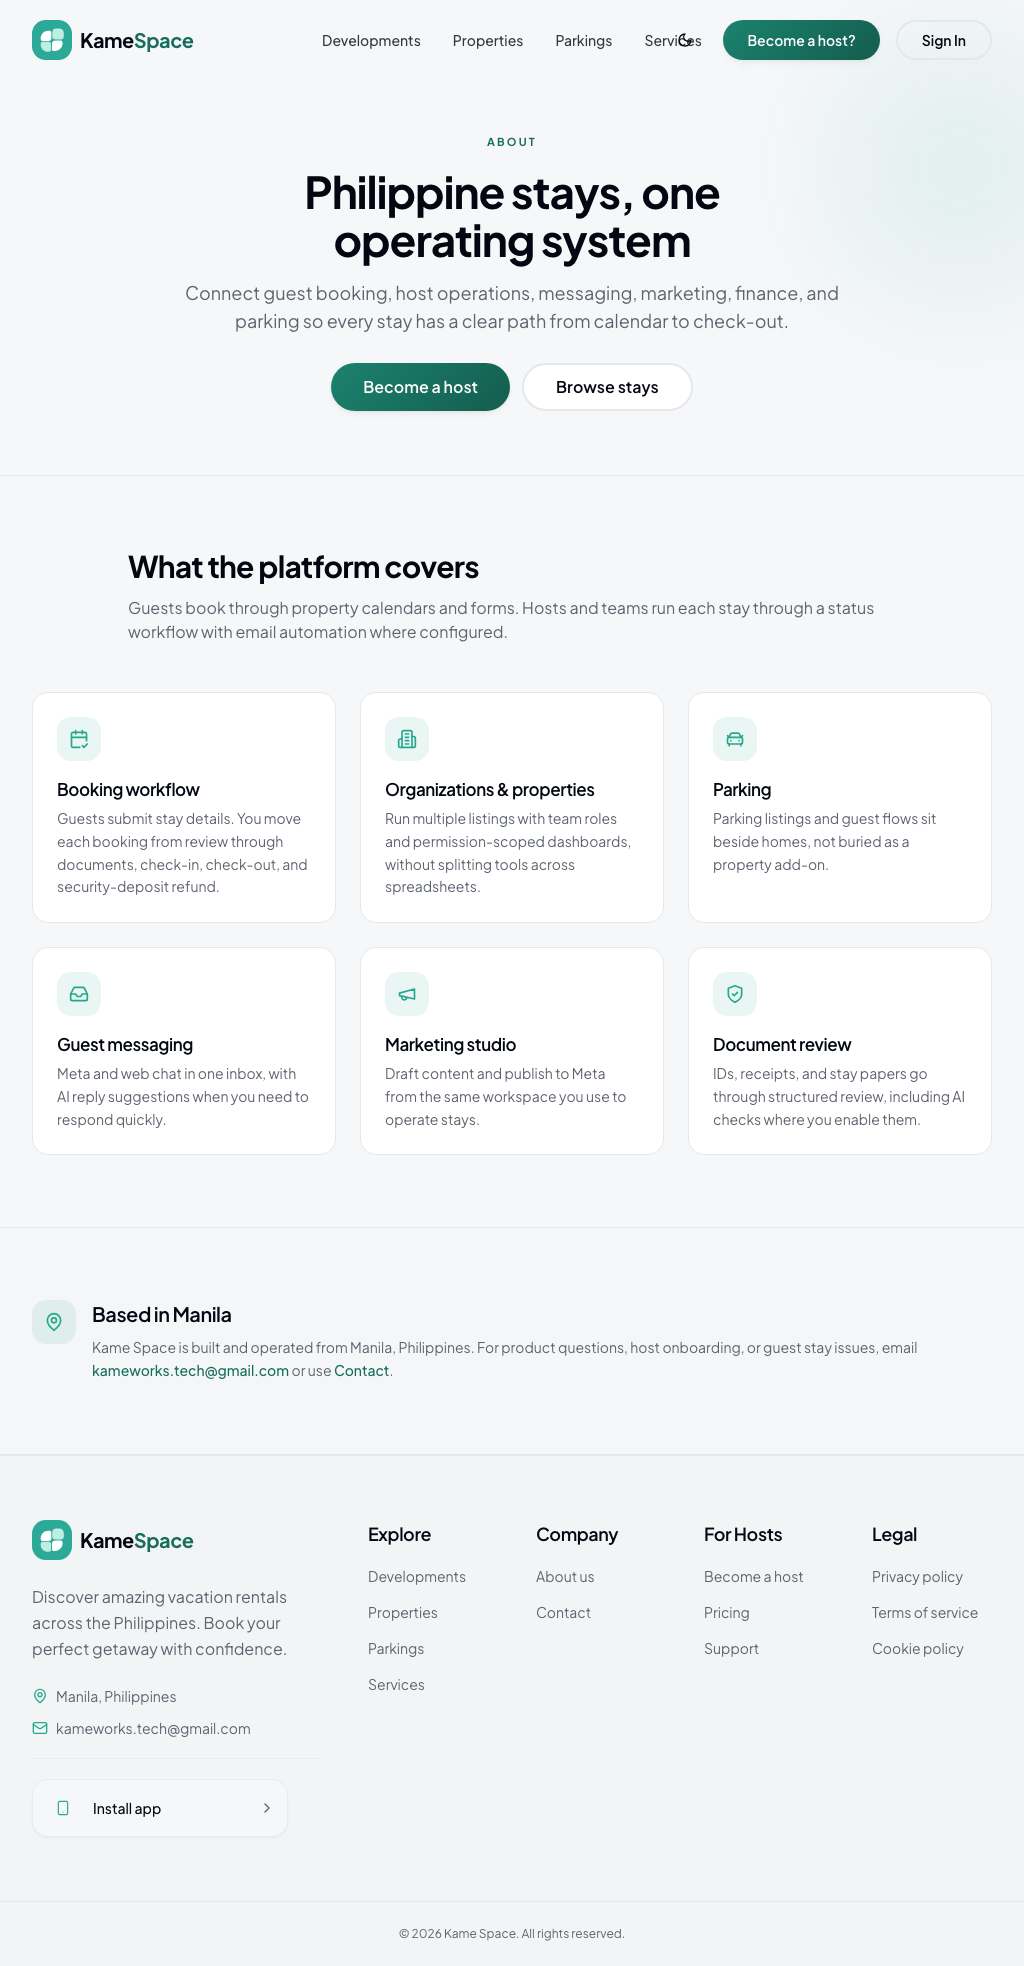 KameSpace
Developments
Properties
Parkings
Services
Become a host?
Sign In
ABOUT
Philippine stays, one
operating system
Connect guest booking, host operations, messaging, marketing, finance, and
parking so every stay has a clear path from calendar to check-out.
Become a host
Browse stays
What the platform covers
Guests book through property calendars and forms. Hosts and teams run each stay through a status
workflow with email automation where configured.
Booking workflow
Guests submit stay details. You move
each booking from review through
documents, check-in, check-out, and
security-deposit refund.
Organizations & properties
Run multiple listings with team roles
and permission-scoped dashboards,
without splitting tools across
spreadsheets.
Parking
Parking listings and guest flows sit
beside homes, not buried as a
property add-on.
Guest messaging
Meta and web chat in one inbox, with
AI reply suggestions when you need to
respond quickly.
Marketing studio
Draft content and publish to Meta
from the same workspace you use to
operate stays.
Document review
IDs, receipts, and stay papers go
through structured review, including AI
checks where you enable them.
Based in Manila
Kame Space is built and operated from Manila, Philippines. For product questions, host onboarding, or guest stay issues, email
kameworks.tech@gmail.com or use Contact.
KameSpace
Discover amazing vacation rentals
across the Philippines. Book your
perfect getaway with confidence.
Manila, Philippines
kameworks.tech@gmail.com
Install app
Explore
Developments
Properties
Parkings
Services
Company
About us
Contact
For Hosts
Become a host
Pricing
Support
Legal
Privacy policy
Terms of service
Cookie policy
© 2026 Kame Space. All rights reserved.